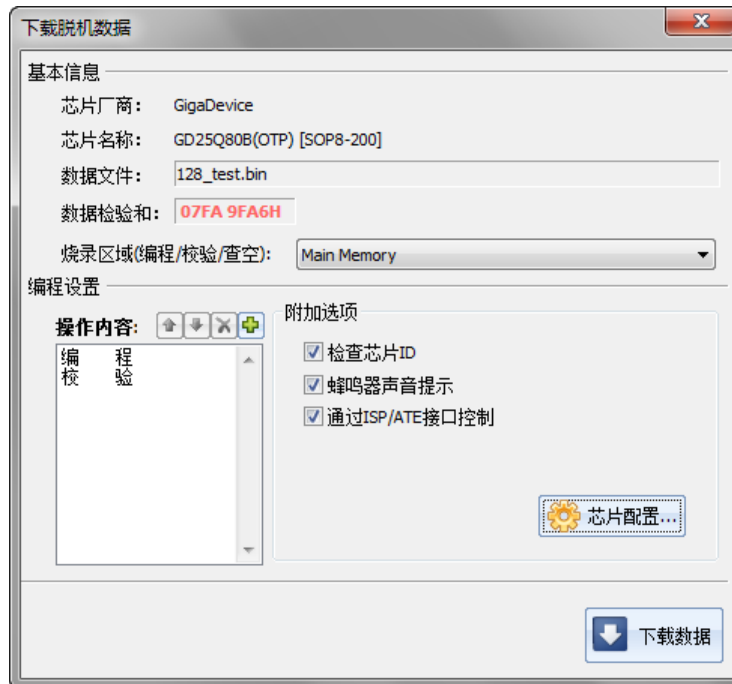 下载脱机数据
基本信息
芯片厂商: GigaDevice
芯片名称: GD25Q80B(OTP) [SOP8-200]
数据文件: 128_test.bin
数据检验和: 07FA 9FA6H
烧录区域(编程/校验/查空): Main Memory
编程设置
操作内容:
编 程
校 验
附加选项
检查芯片ID
蜂鸣器声音提示
通过ISP/ATE接口控制
芯片配置...
下载数据